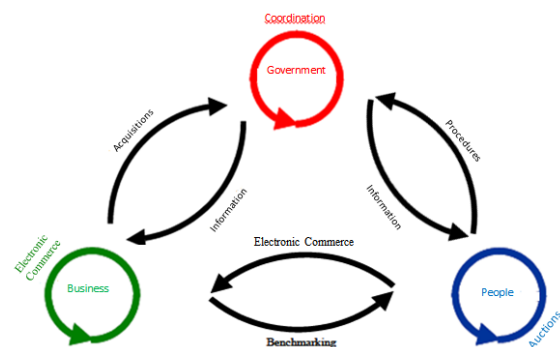 Coordination
Government
Acquisitions
Information
Procedures
Information
Electronic
Commerce
Business
Electronic Commerce
Benchmarking
People
Auctions